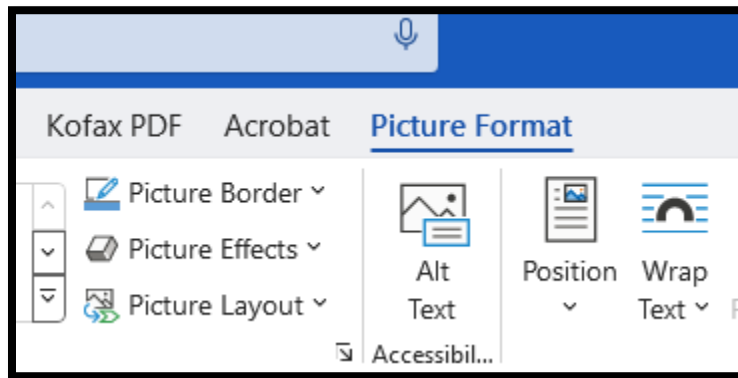 Kofax PDF Acrobat Picture Format
Picture Border
Picture Effects
Picture Layout
Alt
Text
Position
Wrap
Text
Accessibil...